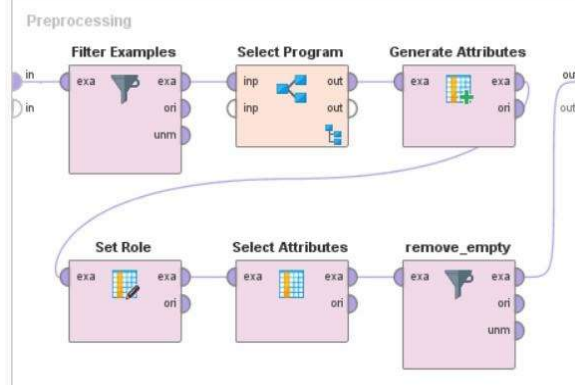 Preprocessing
Filter Examples Select Program Generate Attributes
in exa exa inp out exa exa ou
in ori inp out ori out
unm
Set Role Select Attributes remove_empty
exa exa exa exa exa exa
ori ori ori
unm